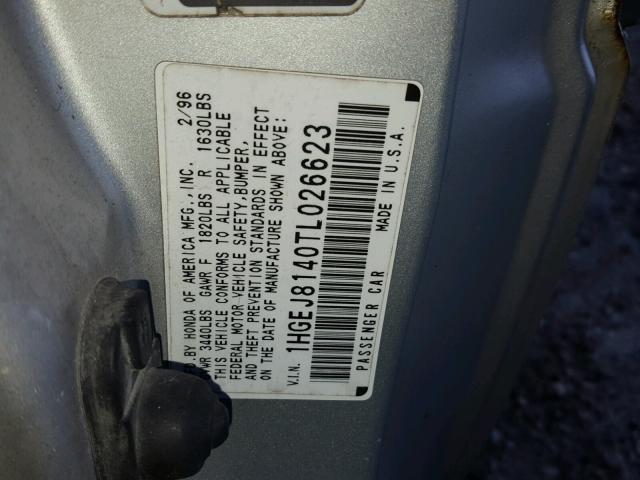 FD BY HONDA OF AMERICA MFG.,INC. 2/96
WR 3440LBS GAWR F 1820LBS R 1630LBS
THIS VEHICLE CONFORMS TO ALL APPLICABLE
FEDERAL MOTOR-VEHICLE SAFETY,BUMPER,
AND THEFT PREVENTION STANDARDS IN EFFECT
ON THE DATE OF MANUFACTURE SHOWN ABOVE:
V.I.N. 1HGEJ8140TL026623
PASSENGER CAR MADE IN U.S.A.